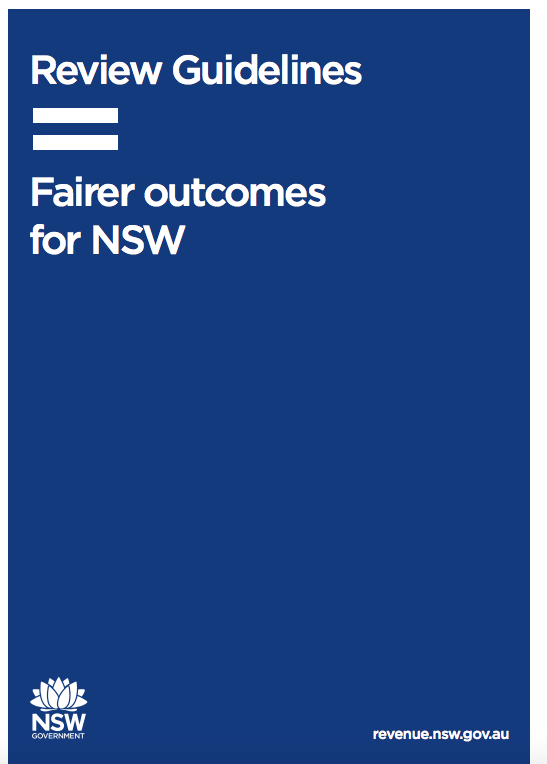 Review Guidelines
Fairer outcomes
for NSW
NSW
GOVERNMENT
revenue.nsw.gov.au